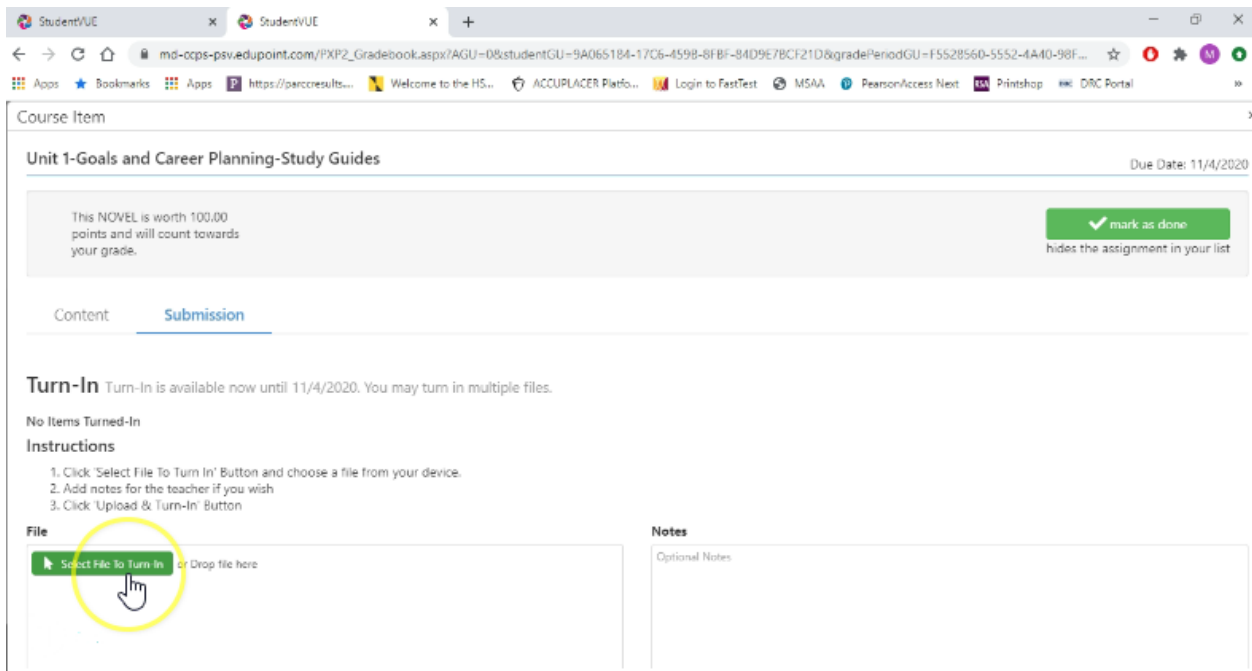 StudentVUE
StudentVUE
md-ccps-psv.edupoint.com/PXP2_Gradebook.aspx?AGU=0&studentGU=9A065184-17C6-459B-8FBF-84D9E7BCF21D&gradePeriodGU=F5528560-5552-4A40-98F...
M
Apps Bookmarks Apps https://parccresults... Welcome to the HS... ACCUPLACER Platfo... Login to FastTest MSAA PearsonAccess Next Printshop DRC Portal »
Course Item
Unit 1-Goals and Career Planning-Study Guides
Due Date: 11/4/2020
This NOVEL is worth 100.00
points and will count towards
your grade.
mark as done
hides the assignment in your list
Content Submission
Turn-In Turn-In is available now until 11/4/2020. You may turn in multiple files.
No Items Turned-In
Instructions
1. Click 'Select File To Turn In' Button and choose a file from your device.
2. Add notes for the teacher if you wish
3. Click 'Upload & Turn-In' Button
File Notes
Select File To Turn-In or Drop file here
Optional Notes